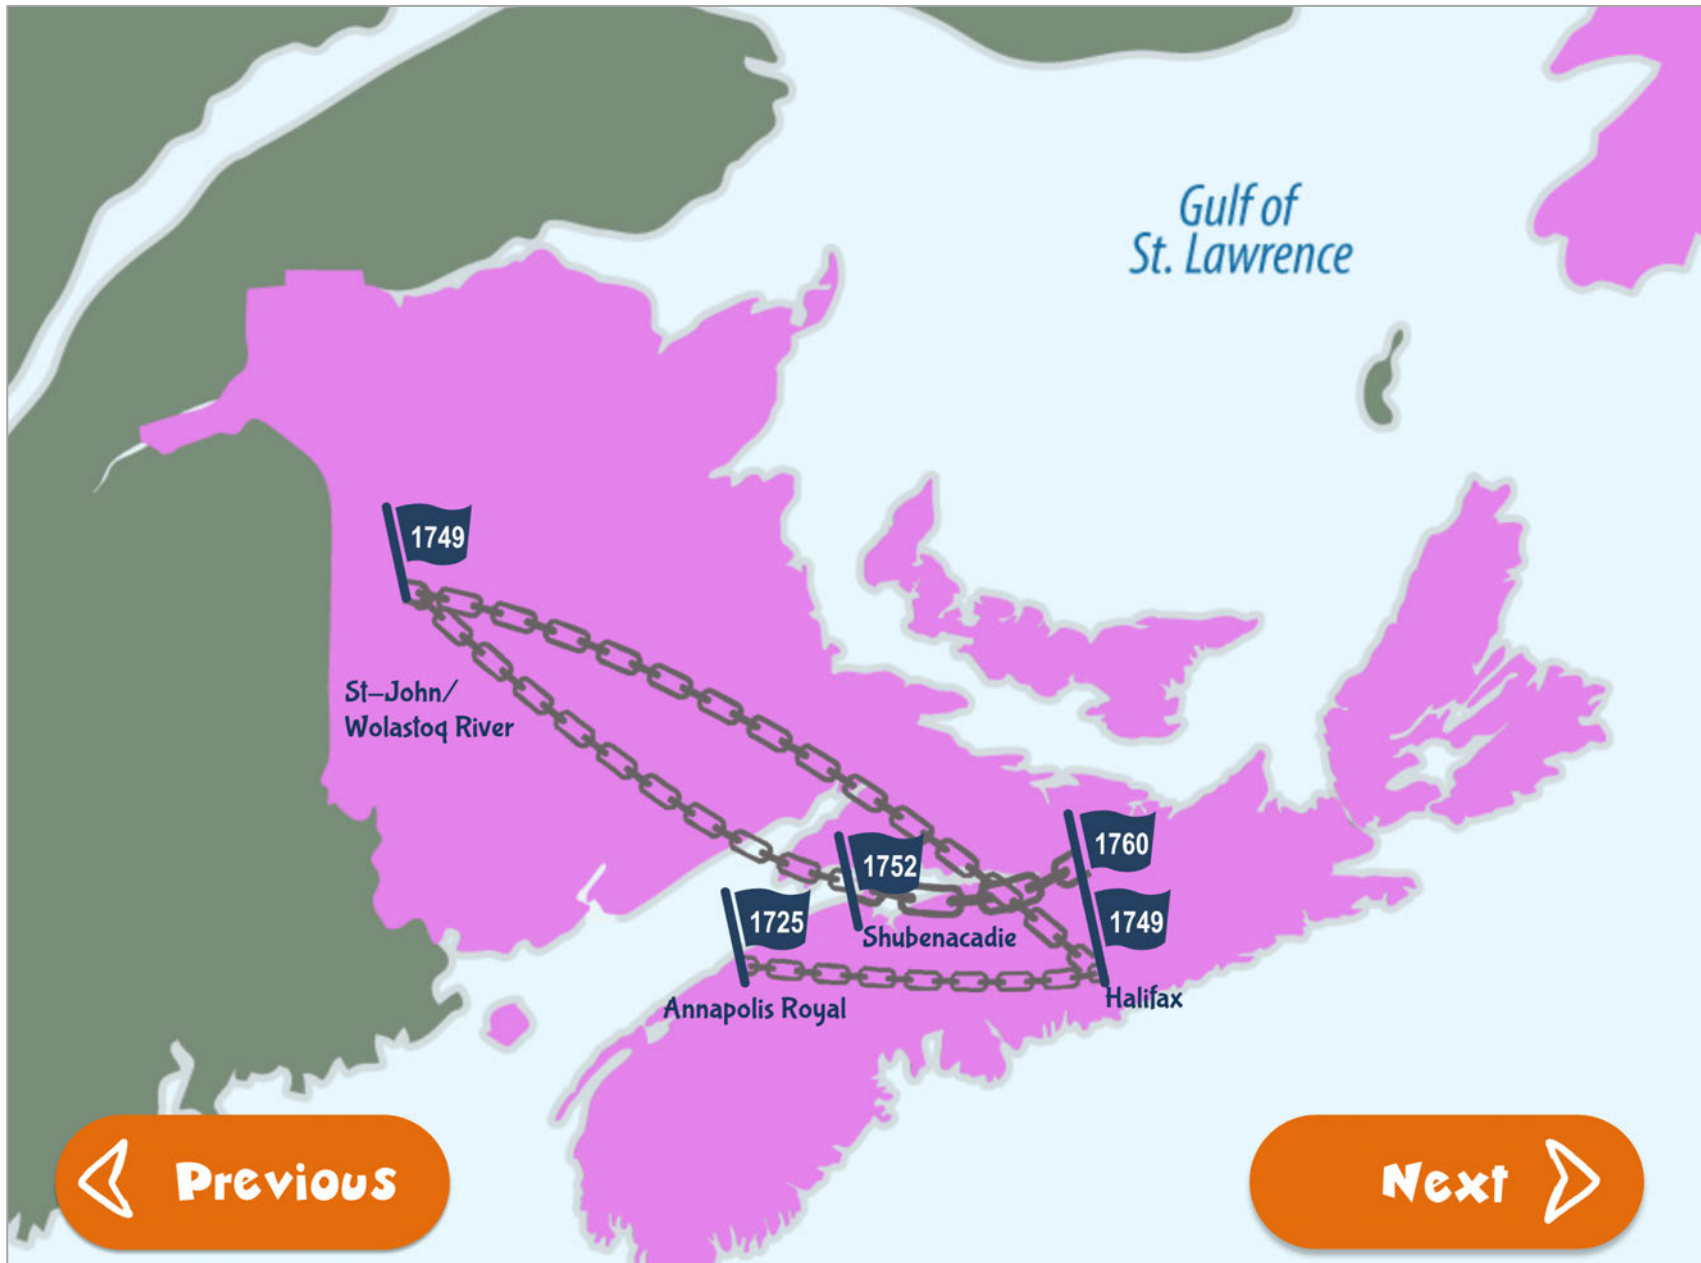 Gulf of
St. Lawrence
1749
St-John/
Wolastoq River
1760
1752
1725
1749
Shubenacadie
Annapolis Royal
Halifax
Previous
Next